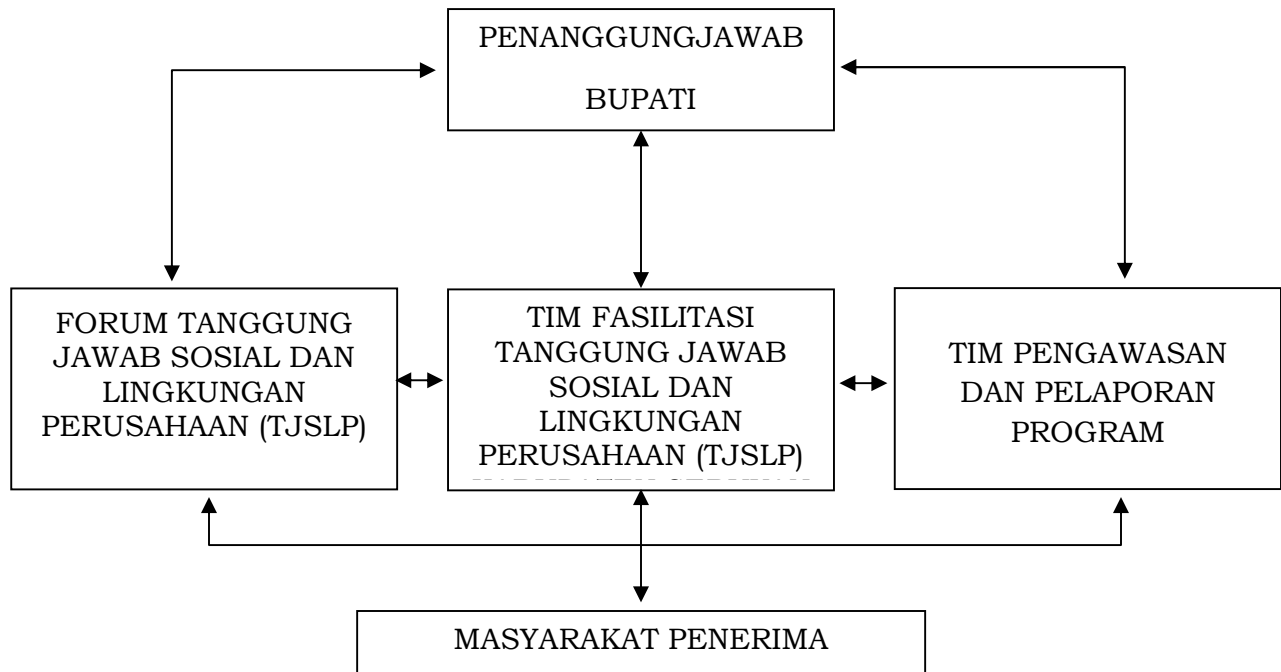 PENANGGUNGJAWAB
BUPATI
FORUM TANGGUNG
JAWAB SOSIAL DAN
LINGKUNGAN
PERUSAHAAN (TJSLP)
TIM FASILITASI
TANGGUNG JAWAB
SOSIAL DAN
LINGKUNGAN
PERUSAHAAN (TJSLP)
TIM PENGAWASAN
DAN PELAPORAN
PROGRAM
MASYARAKAT PENERIMA